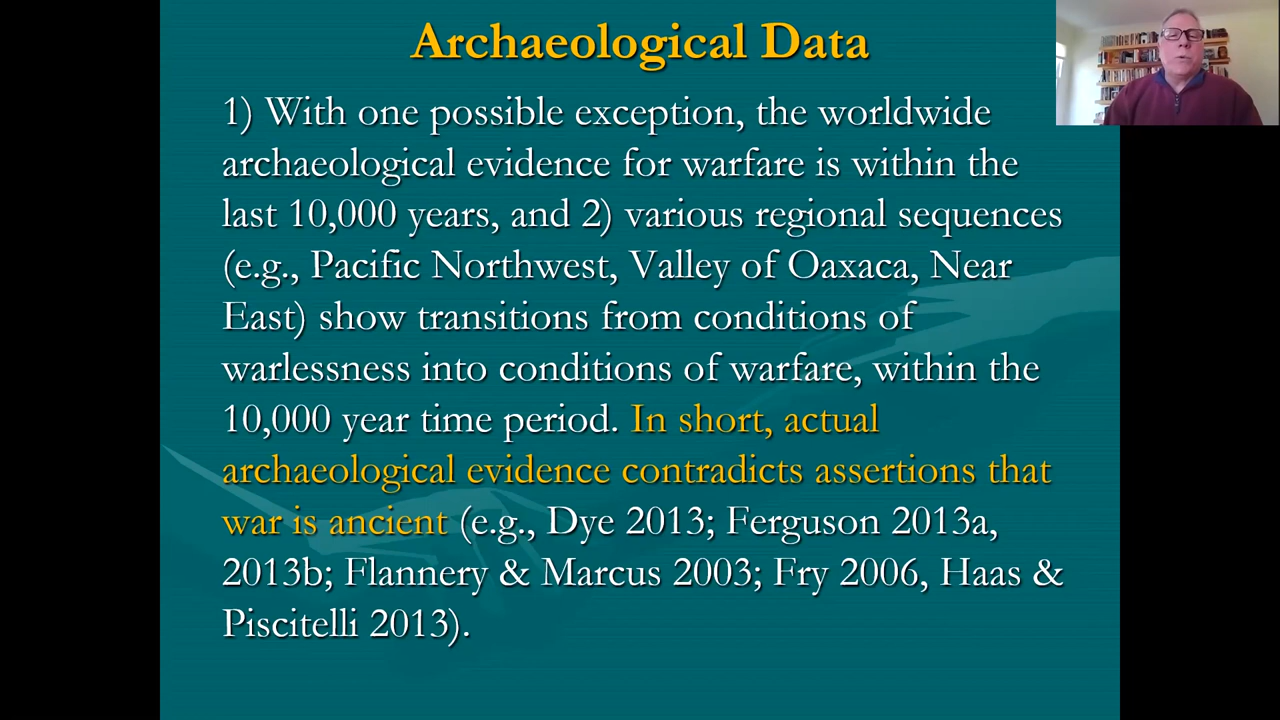 Archaeological Data
1) With one possible exception, the worldwide
archaeological evidence for warfare is within the
last 10,000 years, and 2) various regional sequences
(e.g., Pacific Northwest, Valley of Oaxaca, Near
East) show transitions from conditions of
warlessness into conditions of warfare, within the
10,000 year time period. In short, actual
archaeological evidence contradicts assertions that
war is ancient (e.g., Dye 2013; Ferguson 2013a,
2013b; Flannery & Marcus 2003; Fry 2006, Haas &
Piscitelli 2013).